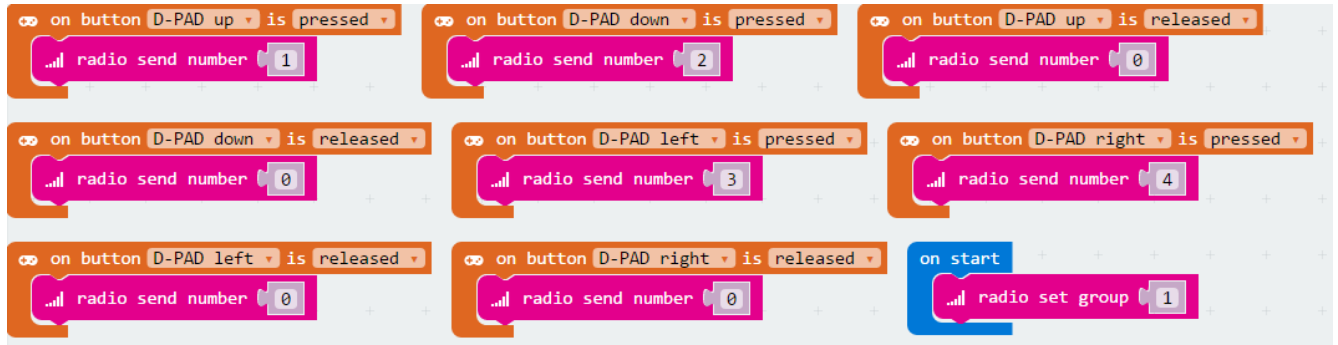 on button D-PAD up is pressed
radio send number 1
on button D-PAD down is pressed
radio send number 2
on button D-PAD up is released
radio send number 0
on button D-PAD down is released
radio send number 0
on button D-PAD left is pressed
radio send number 3
on button D-PAD right is pressed
radio send number 4
on button D-PAD left is released
radio send number 0
on button D-PAD right is released
radio send number 0
on start
radio set group 1